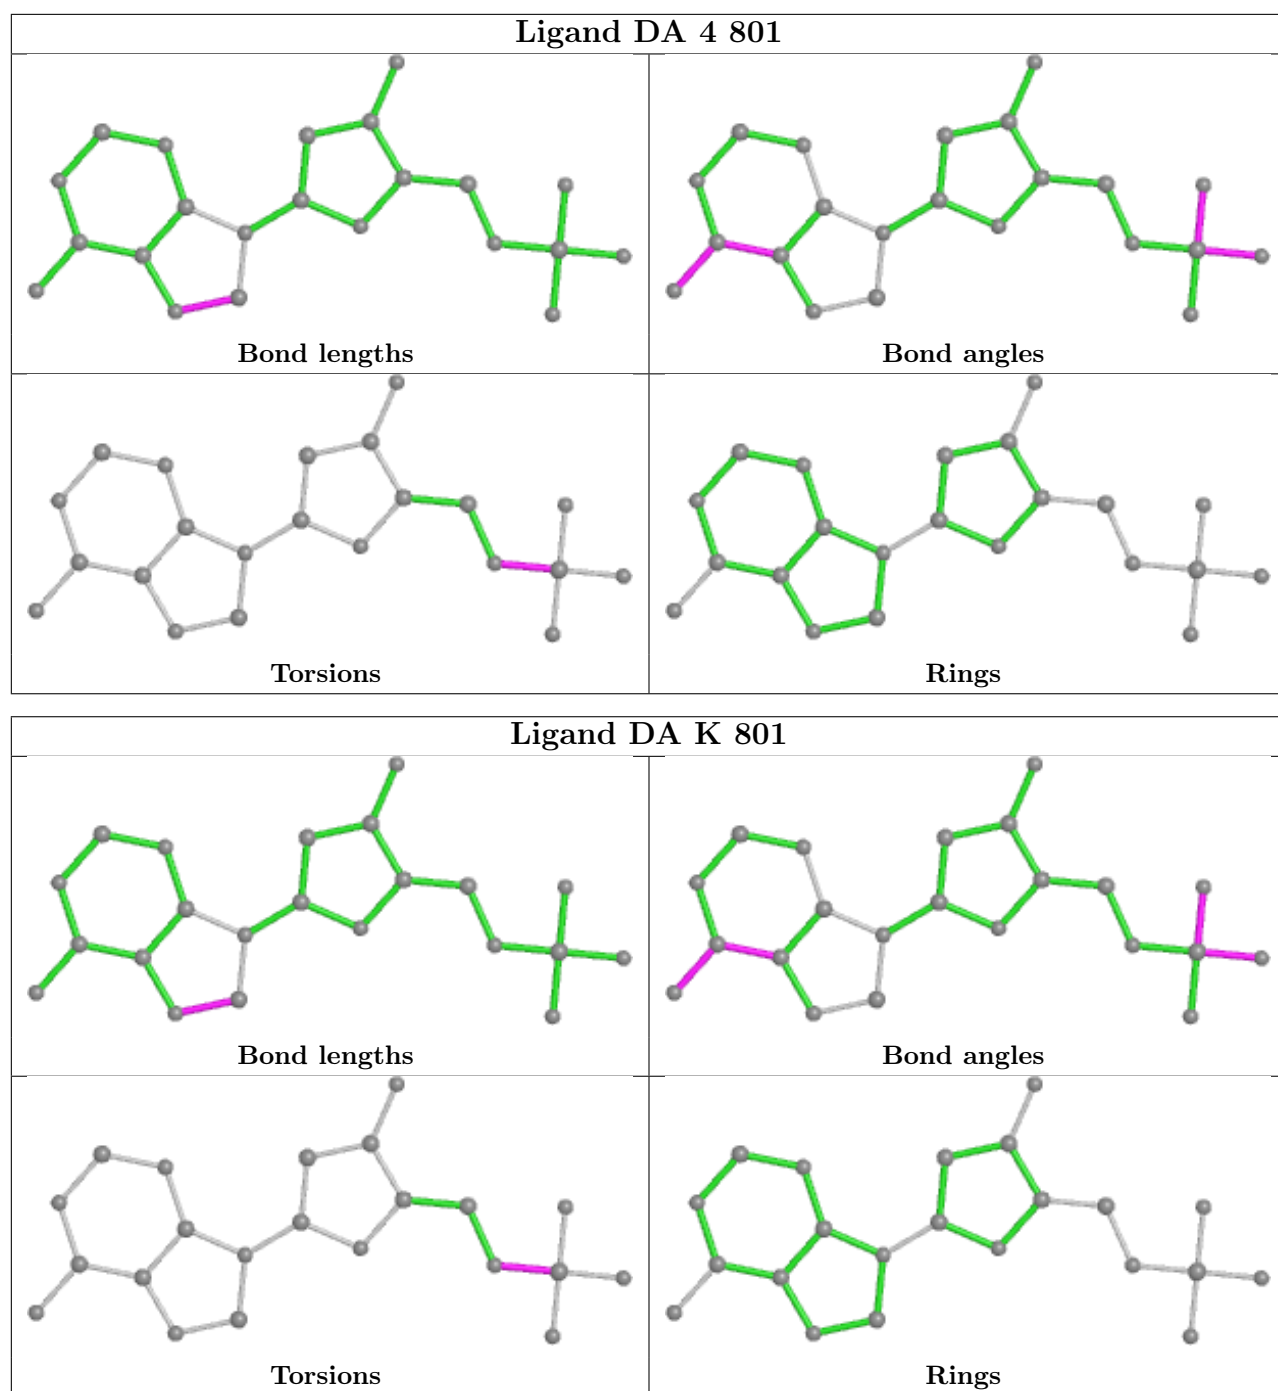 Ligand DA 4 801
Bond lengths
Bond angles
Torsions
Rings
Ligand DA K 801
Bond lengths
Bond angles
Torsions
Rings